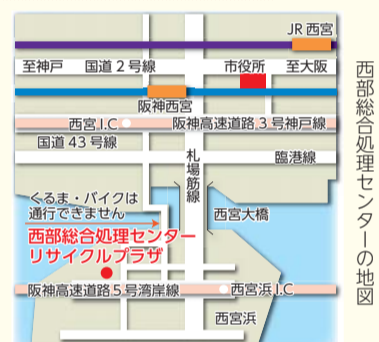 JR 西宮
至神戸 国道2号線 市役所 至大阪
阪神西宮
西宮I.C 阪神高速道路3号神戸線
国道43号線
札場筋線
臨港線
くるま・バイクは
通行できません
西宮大橋
西部総合処理センター
リサイクルプラザ
阪神高速道路5号湾岸線 西宮浜I.C
西宮浜
西部総合処理センターの地図